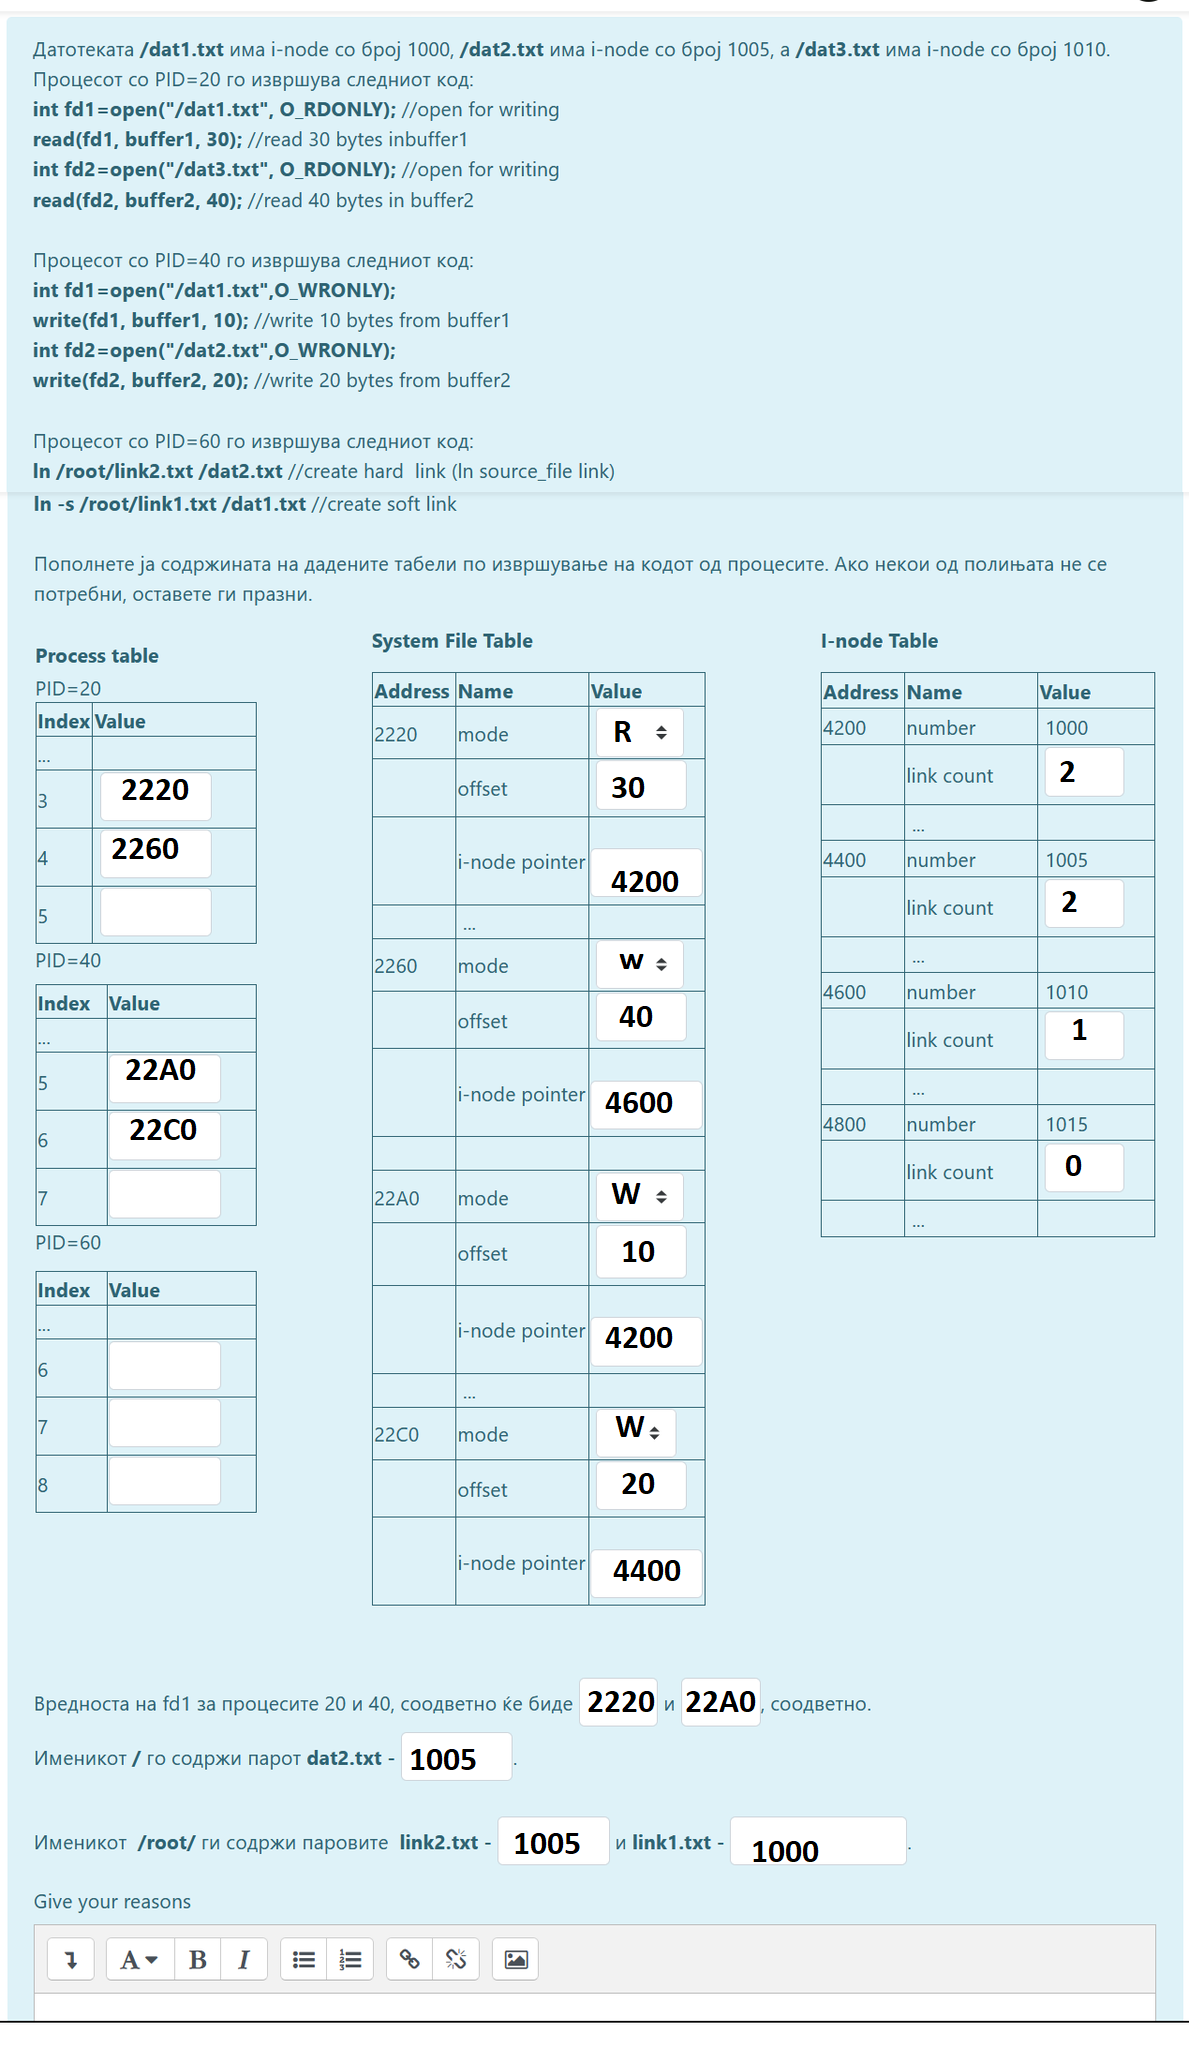 Датотеката /dat1.txt има i-node со број 1000, /dat2.txt има i-node со број 1005, а /dat3.txt има i-node со број 1010.
Процесот со PID=20 го извршува следниот код:
int fd1=open("/dat1.txt", O_RDONLY); //open for writing
read(fd1, buffer1, 30); //read 30 bytes inbuffer1
int fd2=open("/dat3.txt", O_RDONLY); //open for writing
read(fd2, buffer2, 40); //read 40 bytes in buffer2
Процесот со PID=40 го извршува следниот код:
int fd1=open("/dat1.txt",O_WRONLY);
write(fd1, buffer1, 10); //write 10 bytes from buffer1
int fd2=open("/dat2.txt",O_WRONLY);
write(fd2, buffer2, 20); //write 20 bytes from buffer2
Процесот со PID=60 го извршува следниот код:
ln /root/link2.txt /dat2.txt //create hard  link (ln source_file link)
ln -s /root/link1.txt /dat1.txt //create soft link
Пополнете ја содржината на дадените табели по извршување на кодот од процесите. Ако некои од полињата не се
потребни, оставете ги празни.
Process table
PID=20
Index Value
...
3 2220
4 2260
5
PID=40
Index Value
...
5 22A0
6 22C0
7
PID=60
Index Value
...
6
7
8
System File Table
Address Name Value
2220 mode R
offset 30
i-node pointer 4200
...
2260 mode w
offset 40
i-node pointer 4600
22A0 mode W
offset 10
i-node pointer 4200
...
22C0 mode W
offset 20
i-node pointer 4400
I-node Table
Address Name Value
4200 number 1000
link count 2
...
4400 number 1005
link count 2
...
4600 number 1010
link count 1
...
4800 number 1015
link count 0
...
Вредноста на fd1 за процесите 20 и 40, соодветно ќе биде 2220 и 22A0, соодветно.
Именикот / го содржи парот dat2.txt - 1005.
Именикот /root/ ги содржи паровите link2.txt - 1005 и link1.txt - 1000.
Give your reasons
A B I